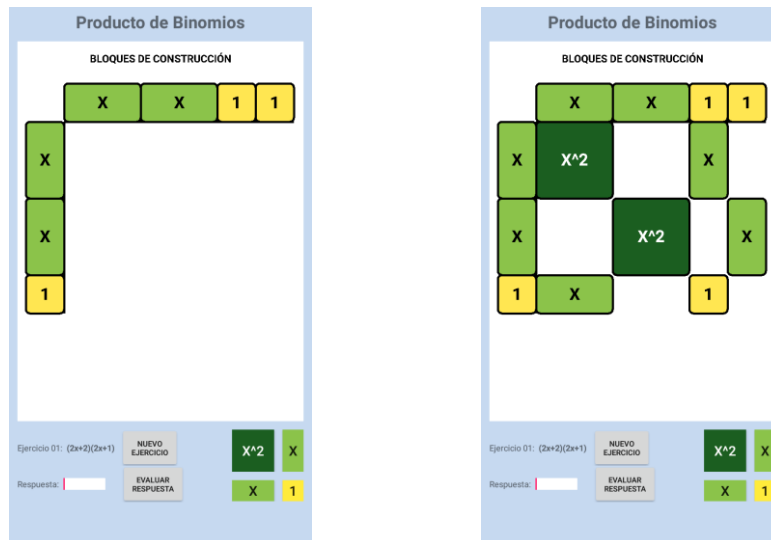 Producto de Binomios
BLOQUES DE CONSTRUCCIÓN
X X 1 1
X
X
1
Ejercicio 01: (2x+2)(2x+1)
NUEVO
EJERCICIO
X^2 X
Respuesta:
EVALUAR
RESPUESTA
X 1
Producto de Binomios
BLOQUES DE CONSTRUCCIÓN
X X 1 1
X X^2 X
X X^2 X
1 X 1
Ejercicio 01: (2x+2)(2x+1)
NUEVO
EJERCICIO
X^2 X
Respuesta:
EVALUAR
RESPUESTA
X 1